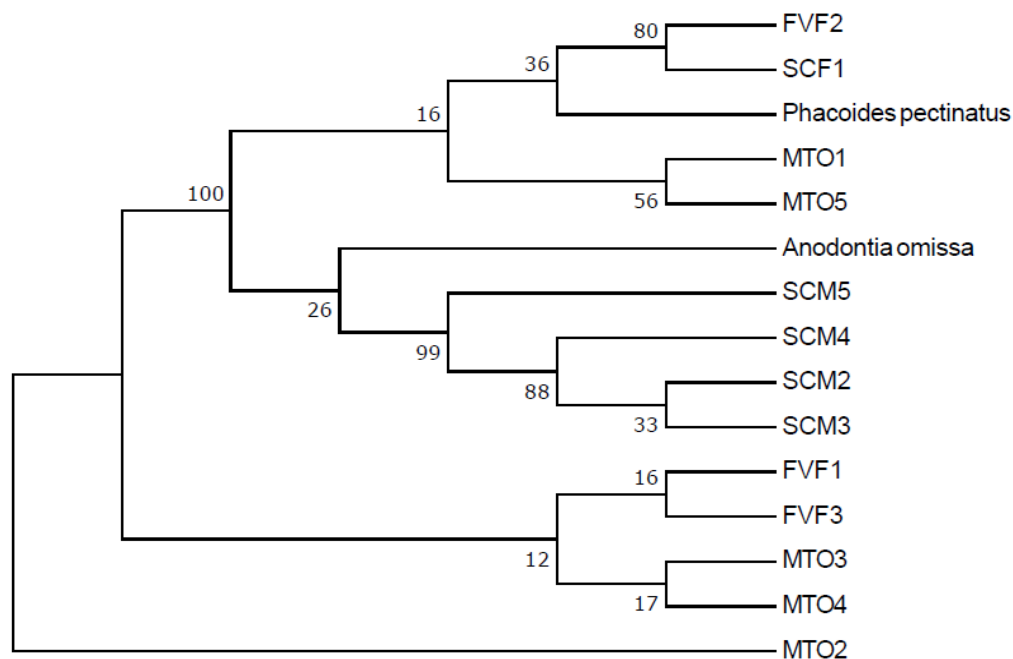 FVF2
80
SCF1
36
Phacoides pectinatus
16
MTO1
56
MTO5
100
Anodontia omissa
26
SCM5
99
SCM4
88
SCM2
33
SCM3
16
FVF1
FVF3
12
MTO3
17
MTO4
MTO2